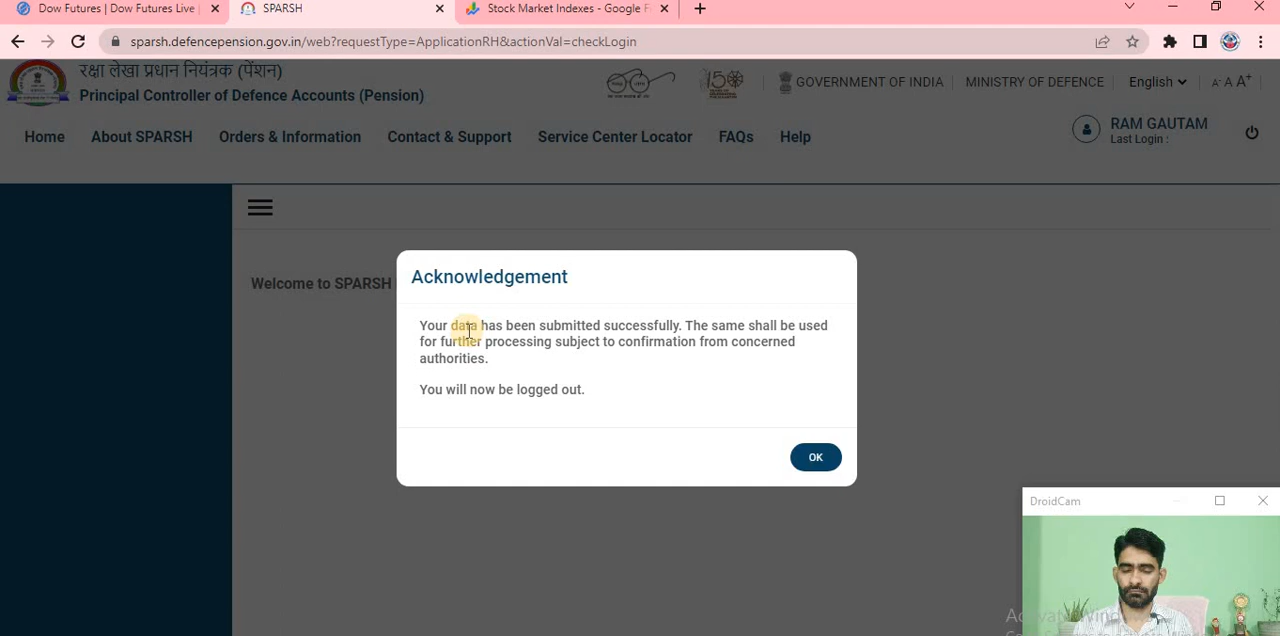 Dow Futures | Dow Futures Live
SPARSH
Stock Market Indexes - Google F
sparsh.defencepension.gov.in/web?requestType=ApplicationRH&actionVal=checkLogin
रक्षा लेखा प्रधान नियंत्रक (पेंशन)
Principal Controller of Defence Accounts (Pension)
150
GOVERNMENT OF INDIA
MINISTRY OF DEFENCE
English
A- A A+
Home About SPARSH Orders & Information Contact & Support Service Center Locator FAQs Help
RAM GAUTAM
Last Login :
Welcome to SPARSH
Acknowledgement
Your data has been submitted successfully. The same shall be used
for further processing subject to confirmation from concerned
authorities.
You will now be logged out.
OK
DroidCam